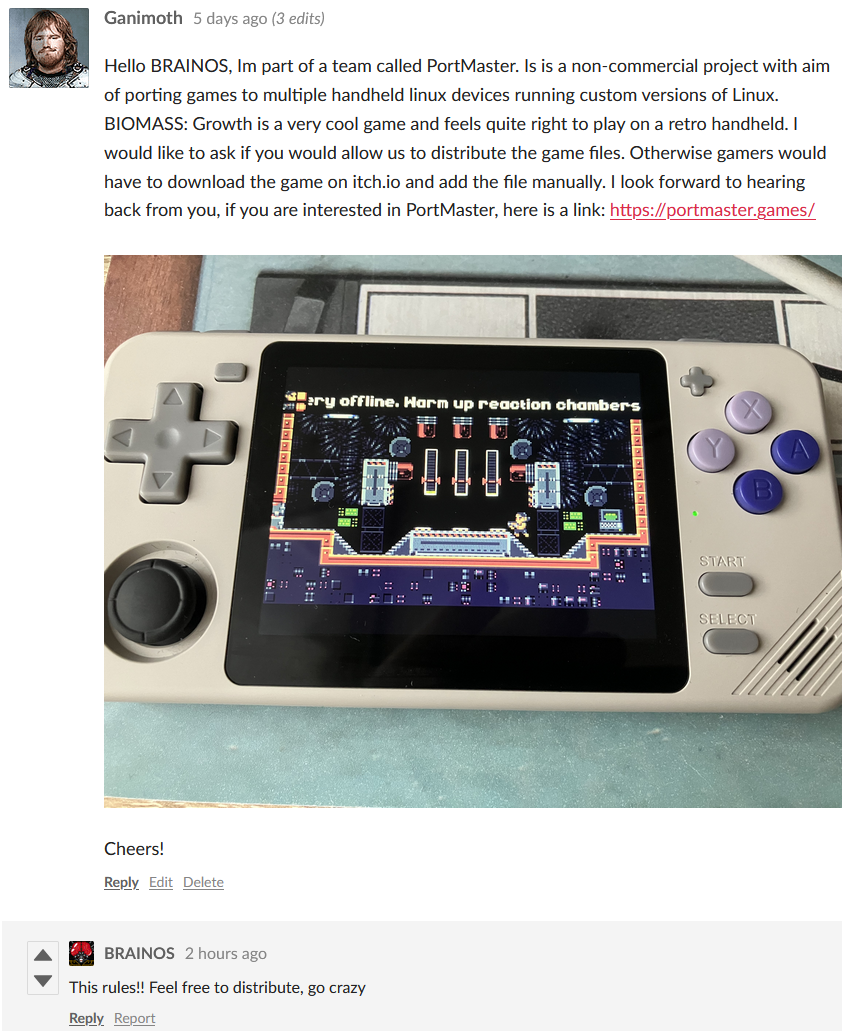 Ganimoth 5 days ago (3 edits)
Hello BRAINOS, Im part of a team called PortMaster. Is is a non-commercial project with aim
of porting games to multiple handheld linux devices running custom versions of Linux.
BIOMASS: Growth is a very cool game and feels quite right to play on a retro handheld. I
would like to ask if you would allow us to distribute the game files. Otherwise gamers would
have to download the game on itch.io and add the file manually. I look forward to hearing
back from you, if you are interested in PortMaster, here is a link: https://portmaster.games/
ery offline. Warm up reaction chambers
X
Y
A
B
START
SELECT
Cheers!
Reply Edit Delete
BRAINOS 2 hours ago
This rules!! Feel free to distribute, go crazy
Reply Report